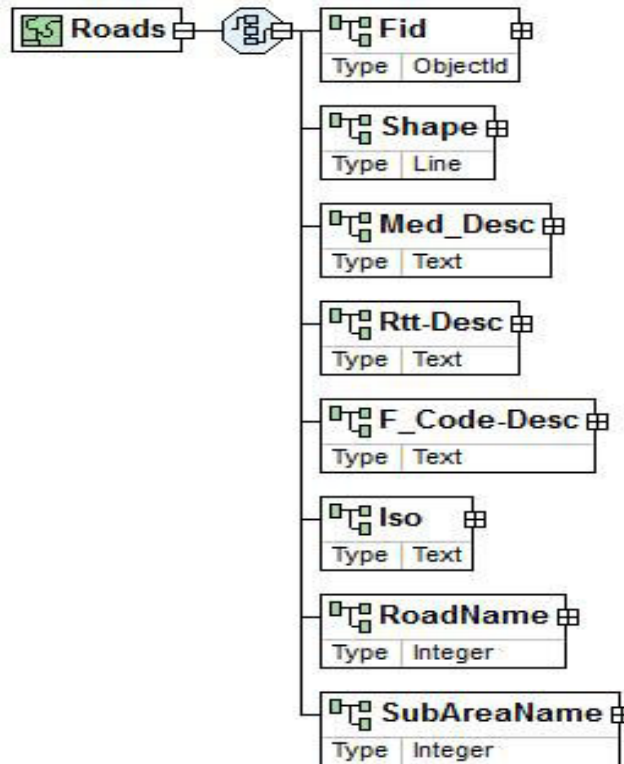 Roads
Fid
Type ObjectId
Shape
Type Line
Med_Desc
Type Text
Rtt-Desc
Type Text
F_Code-Desc
Type Text
Iso
Type Text
RoadName
Type Integer
SubAreaName
Type Integer